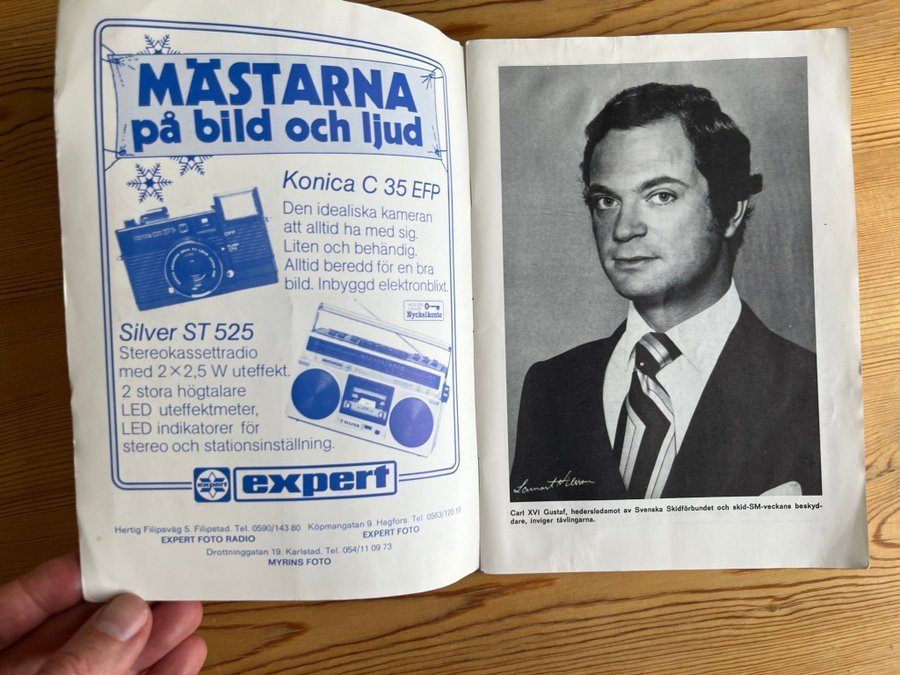 MÄSTARNA
på bild och ljud
Konica C 35 EFP
Den idealiska kameran
att alltid ha med sig.
Liten och behändig.
Alltid beredd för en bra
bild. Inbyggd elektronblixt.
Nyckelkonto
Silver ST 525
Stereokassettradio
med 2×2,5 W uteffekt.
2 stora högtalare
LED uteffektmeter,
LED indikatorer för
stereo och stationsinställning.
expert
Hertig Filipsväg 5. Filipstad. Tel. 0590/143 80
EXPERT FOTO RADIO
Köpmangatan 9. Hagfors. Tel. 0563/120 10
EXPERT FOTO
Drottninggatan 19. Karlstad. Tel. 054/11 09 73
MYRINS FOTO
Carl XVI Gustaf, hedersledamot av Svenska Skidförbundet och skid-SM-veckans beskyd-
dare, inviger tävlingarna.